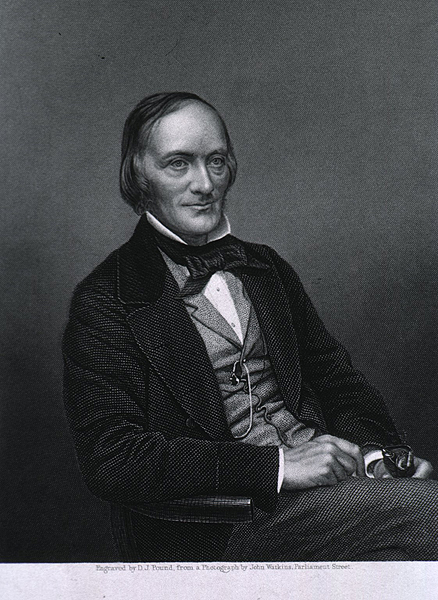 Engraved by D.J. Pound, from a Photograph by John Watkins, Parliament Street.